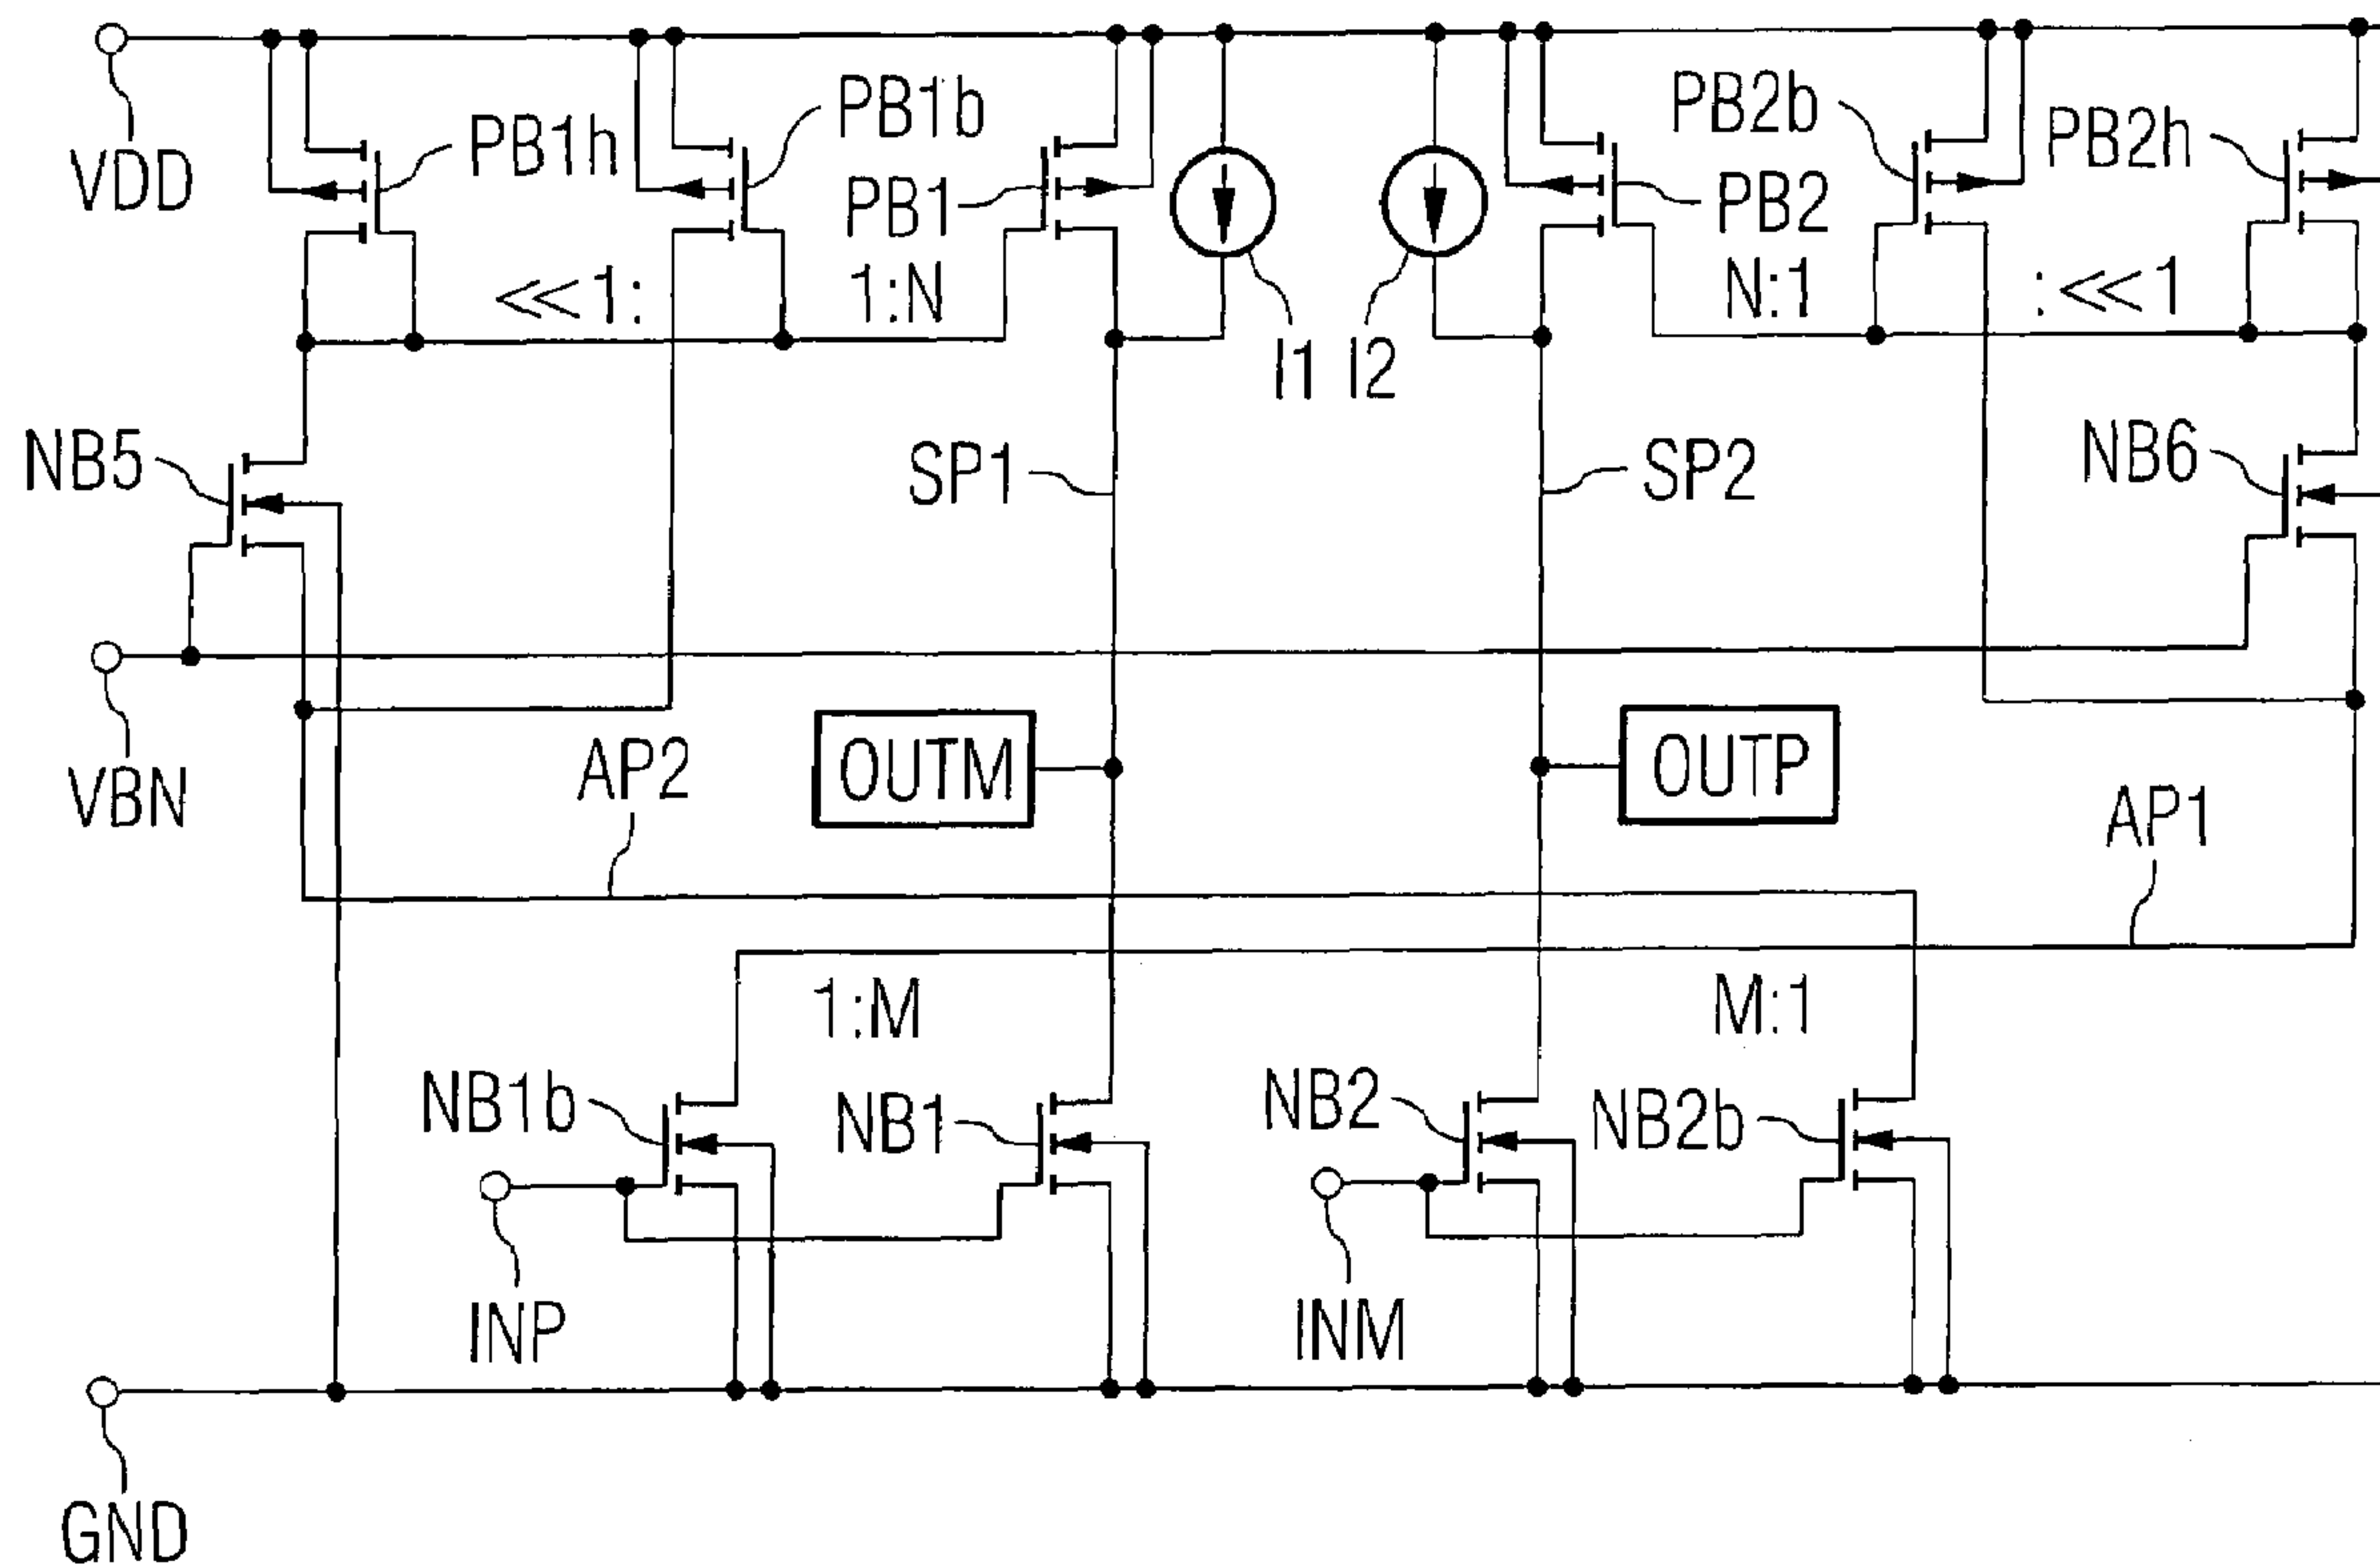 PB1h
PB1b
PB2b
PB2h
VDD
PB1
PB2
<<1:
1:N
N:1
:<<1
I1
I2
NB5
SP1
SP2
NB6
VBN
AP2
OUTM
OUTP
AP1
1:M
M:1
NB1b
NB1
NB2
NB2b
INP
INM
GND